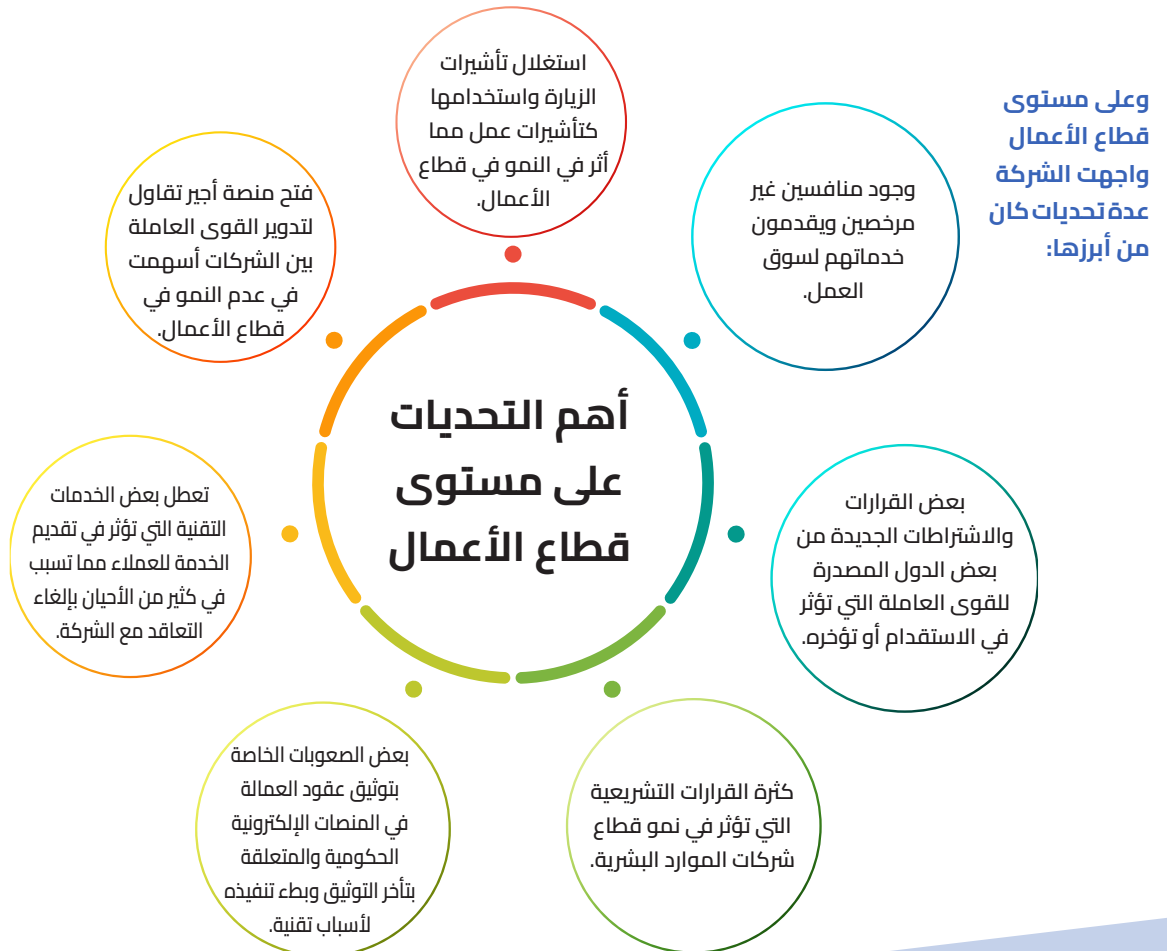 وعلى مستوى
قطاع الأعمال
واجهت الشركة
عدة تحديات كان
من أبرزها:
أهم التحديات
على مستوى
قطاع الأعمال
وجود منافسين غير
مرخصين ويقدمون
خدماتهم لسوق
العمل.
بعض القرارات
والاشتراطات الجديدة من
بعض الدول المصدرة
للقوى العاملة التي تؤثر
في الاستقدام أو تؤخره.
كثرة القرارات التشريعية
التي تؤثر في نمو قطاع
شركات الموارد البشرية.
بعض الصعوبات الخاصة
بتوثيق عقود العمالة
في المنصات الإلكترونية
الحكومية والمتعلقة
بتأخر التوثيق وبطء تنفيذه
لأسباب تقنية.
تعطل بعض الخدمات
التقنية التي تؤثر في تقديم
الخدمة للعملاء مما تسبب
في كثير من الأحيان بإلغاء
التعاقد مع الشركة.
فتح منصة أجير تقاول
لتدوير القوى العاملة
بين الشركات أسهمت
في عدم النمو في
قطاع الأعمال.
استغلال تأشيرات
الزيارة واستخدامها
كتأشيرات عمل مما
أثر في النمو في قطاع
الأعمال.